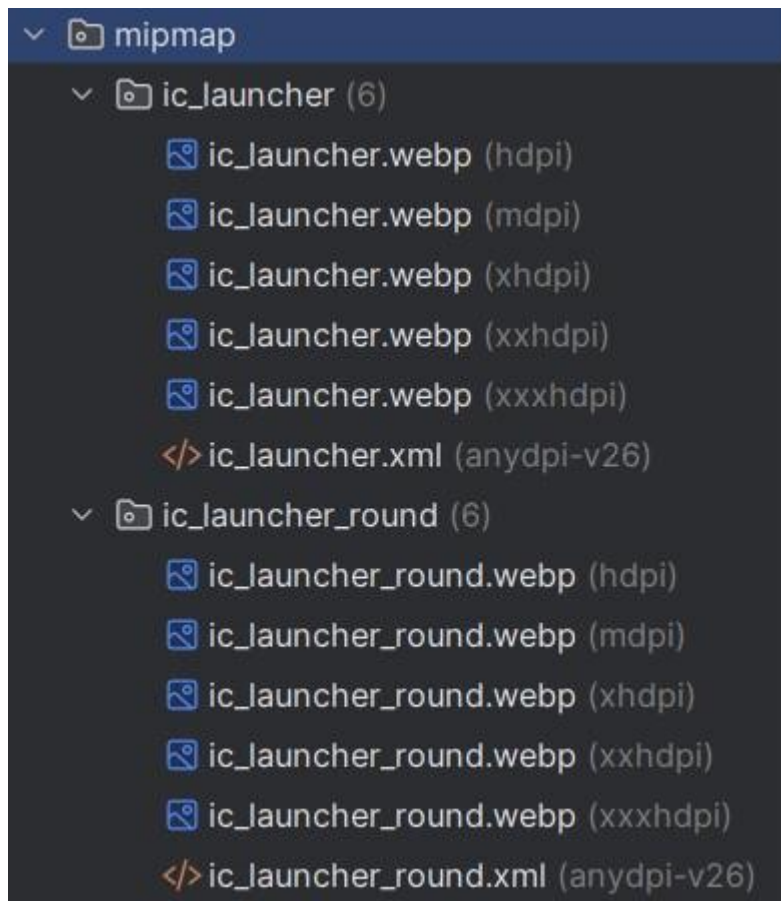 mipmap
ic_launcher (6)
ic_launcher.webp (hdpi)
ic_launcher.webp (mdpi)
ic_launcher.webp (xhdpi)
ic_launcher.webp (xxhdpi)
ic_launcher.webp (xxxhdpi)
ic_launcher.xml (anydpi-v26)
ic_launcher_round (6)
ic_launcher_round.webp (hdpi)
ic_launcher_round.webp (mdpi)
ic_launcher_round.webp (xhdpi)
ic_launcher_round.webp (xxhdpi)
ic_launcher_round.webp (xxxhdpi)
ic_launcher_round.xml (anydpi-v26)